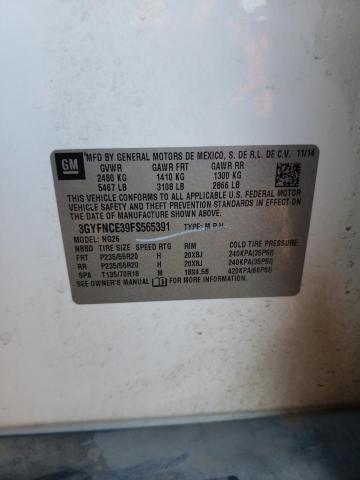 GM
MFD BY GENERAL MOTORS DE MEXICO, S. DE R.L. DE C.V. 11/14
GVWR GAWR FRT GAWR RR
2480 KG 1410 KG 1300 KG
5467 LB 3108 LB 2866 LB
THIS VEHICLE CONFORMS TO ALL APPLICABLE U.S. FEDERAL MOTOR
VEHICLE SAFETY, BUMPER, AND THEFT PREVENTION STANDARDS IN
EFFECT ON THE DATE OF MANUFACTURE SHOWN ABOVE.
3GYFNCE39FS565391 TYPE: M.P.V.
MODEL: NG26
N8BD TIRE SIZE SPEED RTG RIM COLD TIRE PRESSURE
FRT P235/55R20 H 20X8J 240KPA(35PSI)
RR P235/55R20 H 20X8J 240KPA(35PSI)
SPA T135/70R18 M 18X4.5B 420KPA(60PSI)
SEE OWNER'S MANUAL FOR MORE INFORMATION.